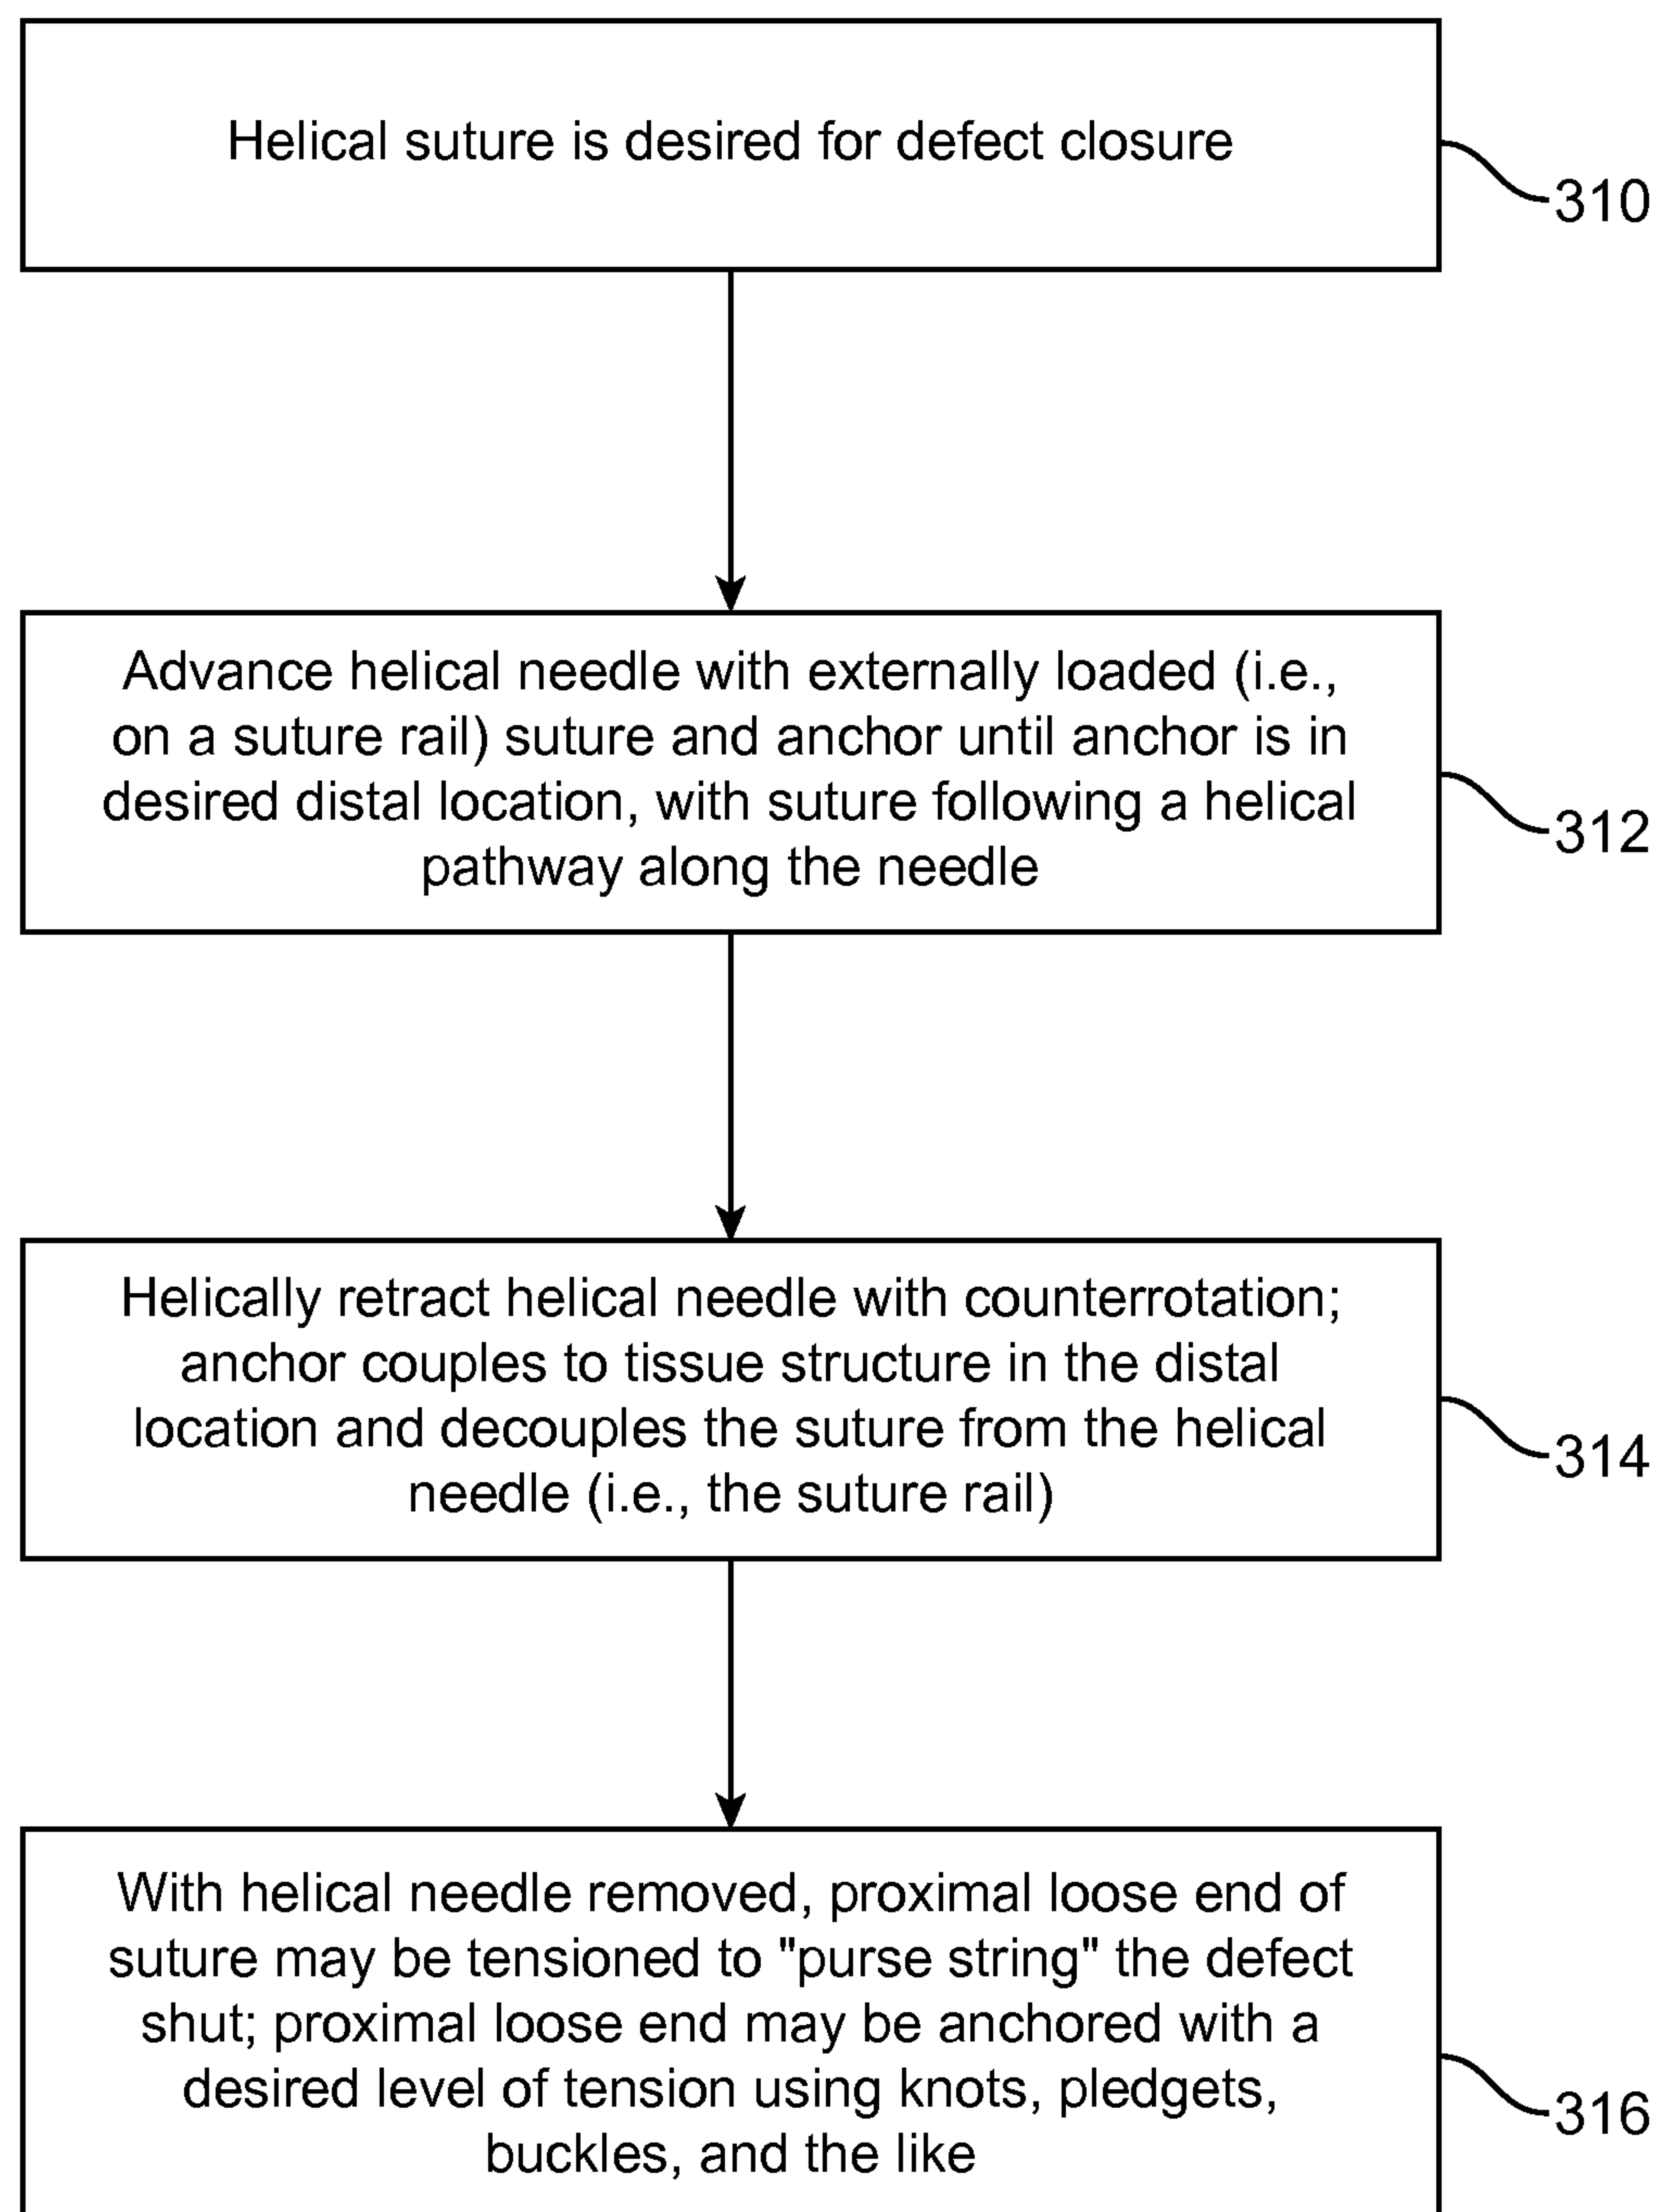 Helical suture is desired for defect closure
310
Advance helical needle with externally loaded (i.e.,
on a suture rail) suture and anchor until anchor is in
desired distal location, with suture following a helical
pathway along the needle
312
Helically retract helical needle with counterrotation;
anchor couples to tissue structure in the distal
location and decouples the suture from the helical
needle (i.e., the suture rail)
314
With helical needle removed, proximal loose end of
suture may be tensioned to "purse string" the defect
shut; proximal loose end may be anchored with a
desired level of tension using knots, pledgets,
buckles, and the like
316